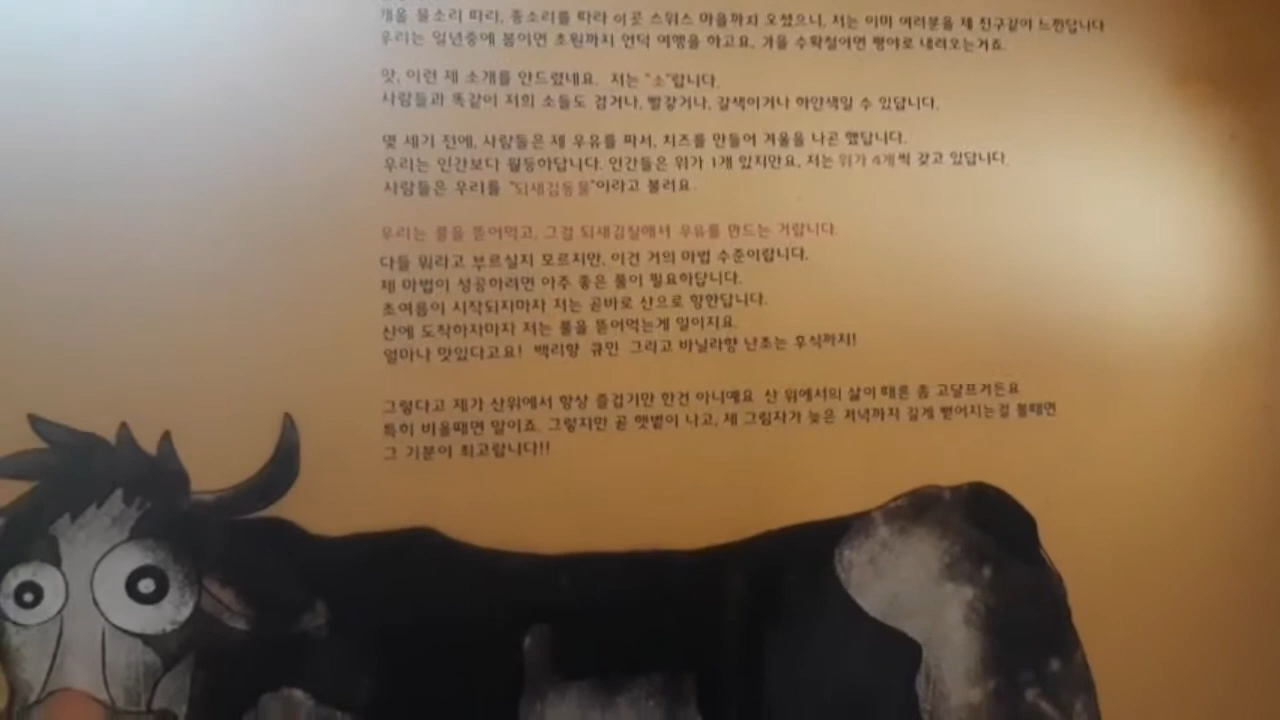 개울 물소리 따라, 종소리를 따라 이곳 스위스 마을까지 오셨으니, 저는 이미 여러분을 제 친구같이 느낀답니다
우리는 일년중에 봄이면 초원까지 언덕 여행을 하고요, 가을 수확철이면 평야로 내려오는거죠.
앗, 이런 제 소개를 안드렸네요. 저는 "소"랍니다.
사람들과 똑같이 저희 소들도 검거나, 빨갛거나, 갈색이거나 하얀색일 수 있답니다.
몇 세기 전에, 사람들은 제 우유를 짜서, 치즈를 만들어 겨울을 나곤 했답니다.
우리는 인간보다 월등하답니다. 인간들은 위가 1개 있지만요, 저는 위가 4개씩 갖고 있답니다.
사람들은 우리를 "되새김동물"이라고 불러요.
우리는 풀을 뜯어먹고, 그걸 되새김질해서 우유를 만드는 거랍니다.
다들 뭐라고 부르실지 모르지만, 이건 거의 마법 수준이랍니다.
제 마법이 성공하려면 아주 좋은 풀이 필요하답니다.
초여름이 시작되자마자 저는 곧바로 산으로 향한답니다.
산에 도착하자마자 저는 풀을 뜯어먹는게 일이지요.
얼마나 맛있다고요! 백리향 큐민 그리고 바닐라향 난초는 후식까지!
그렇다고 제가 산위에서 항상 즐겁기만 한건 아니예요 산 위에서의 삶이 때론 좀 고달프거든요
특히 비올때면 말이죠. 그렇지만 곧 햇볕이 나고, 제 그림자가 늦은 저녁까지 길게 뻗어지는걸 볼때면
그 기분이 최고랍니다!!